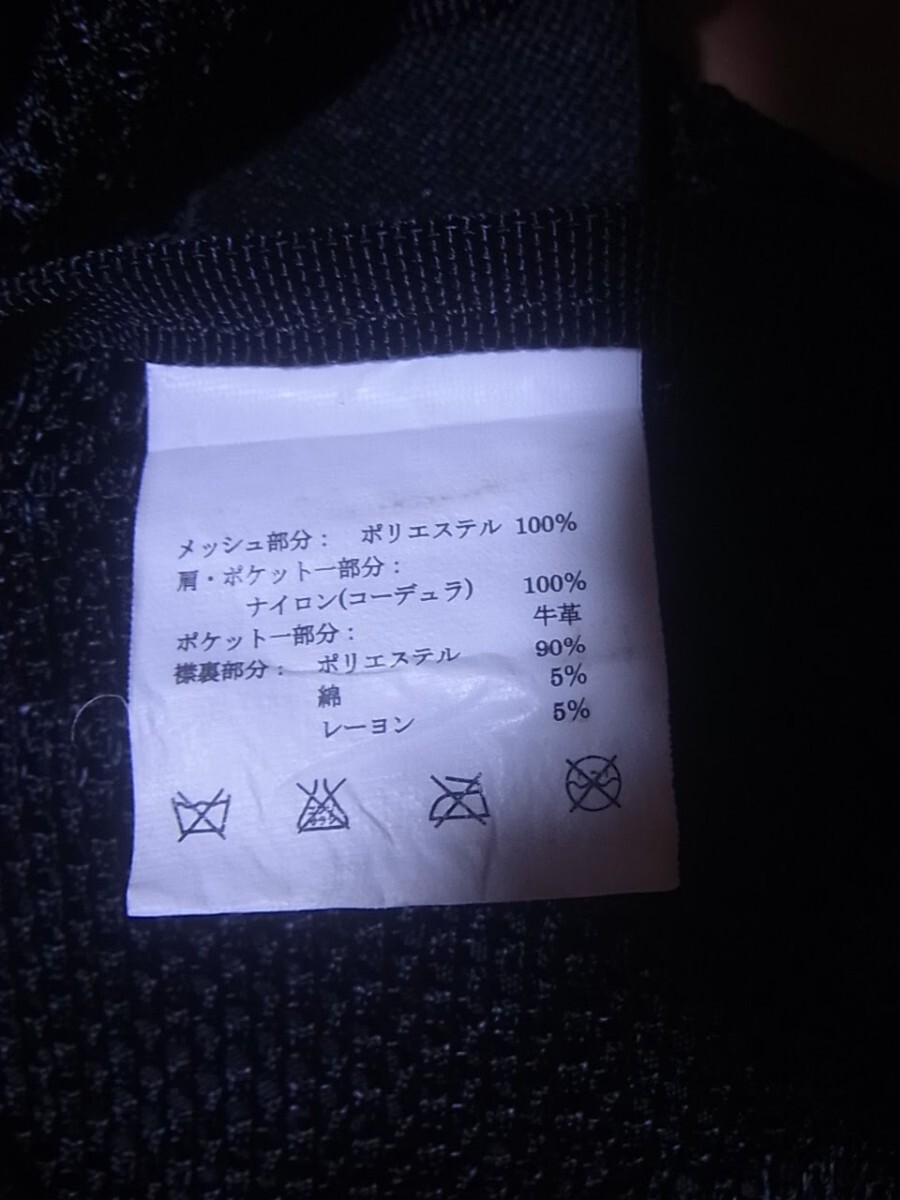 メッシュ部分： ポリエステル 100%
肩・ポケット一部分：
ナイロン(コーデュラ) 100%
ポケット一部分： 牛革
襟裏部分： ポリエステル 90%
綿 5%
レーヨン 5%